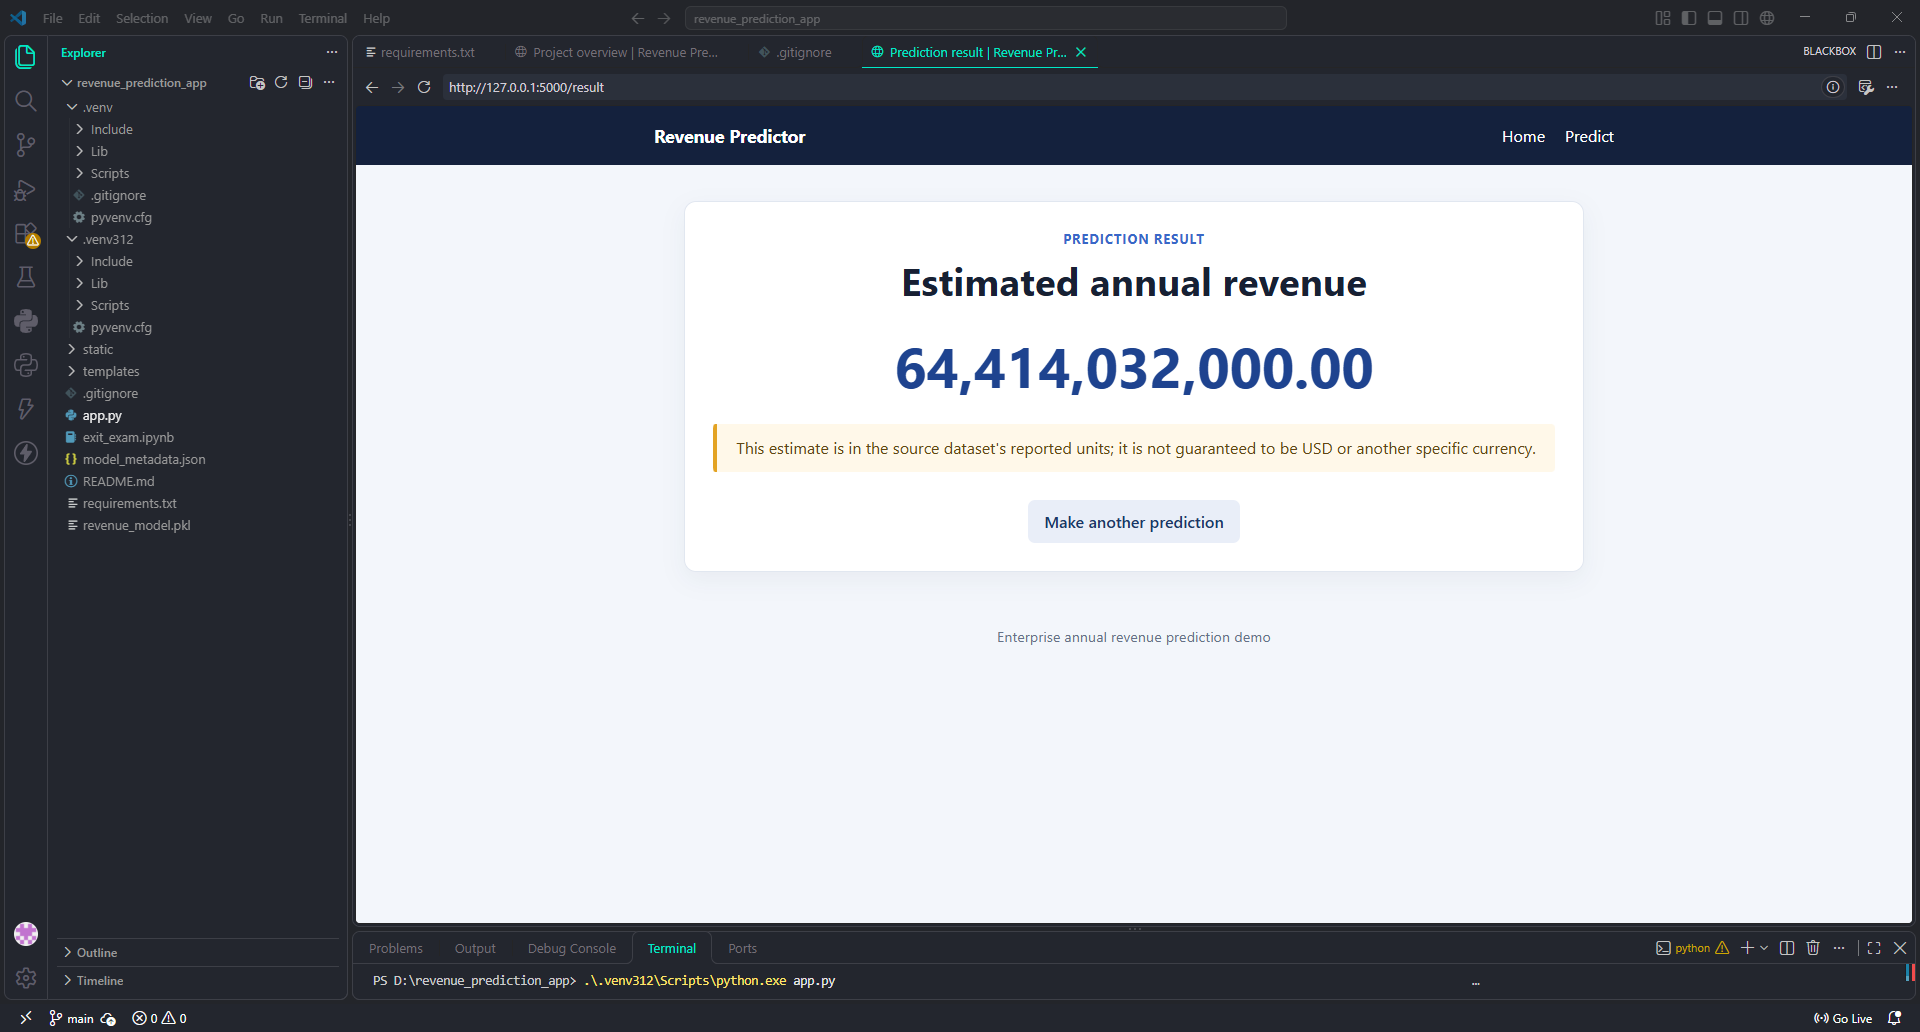 File Edit Selection View Go Run Terminal Help
revenue_prediction_app
Explorer
revenue_prediction_app
.venv
Include
Lib
Scripts
.gitignore
pyvenv.cfg
.venv312
Include
Lib
Scripts
pyvenv.cfg
static
templates
.gitignore
app.py
exit_exam.ipynb
model_metadata.json
README.md
requirements.txt
revenue_model.pkl
Outline
Timeline
requirements.txt Project overview | Revenue Pre... .gitignore Prediction result | Revenue Pr... BLACKBOX
http://127.0.0.1:5000/result
Revenue Predictor Home Predict
PREDICTION RESULT
Estimated annual revenue
64,414,032,000.00
This estimate is in the source dataset's reported units; it is not guaranteed to be USD or another specific currency.
Make another prediction
Enterprise annual revenue prediction demo
Problems Output Debug Console Terminal Ports python
PS D:\revenue_prediction_app> .\.venv312\Scripts\python.exe app.py
main 0 0 Go Live